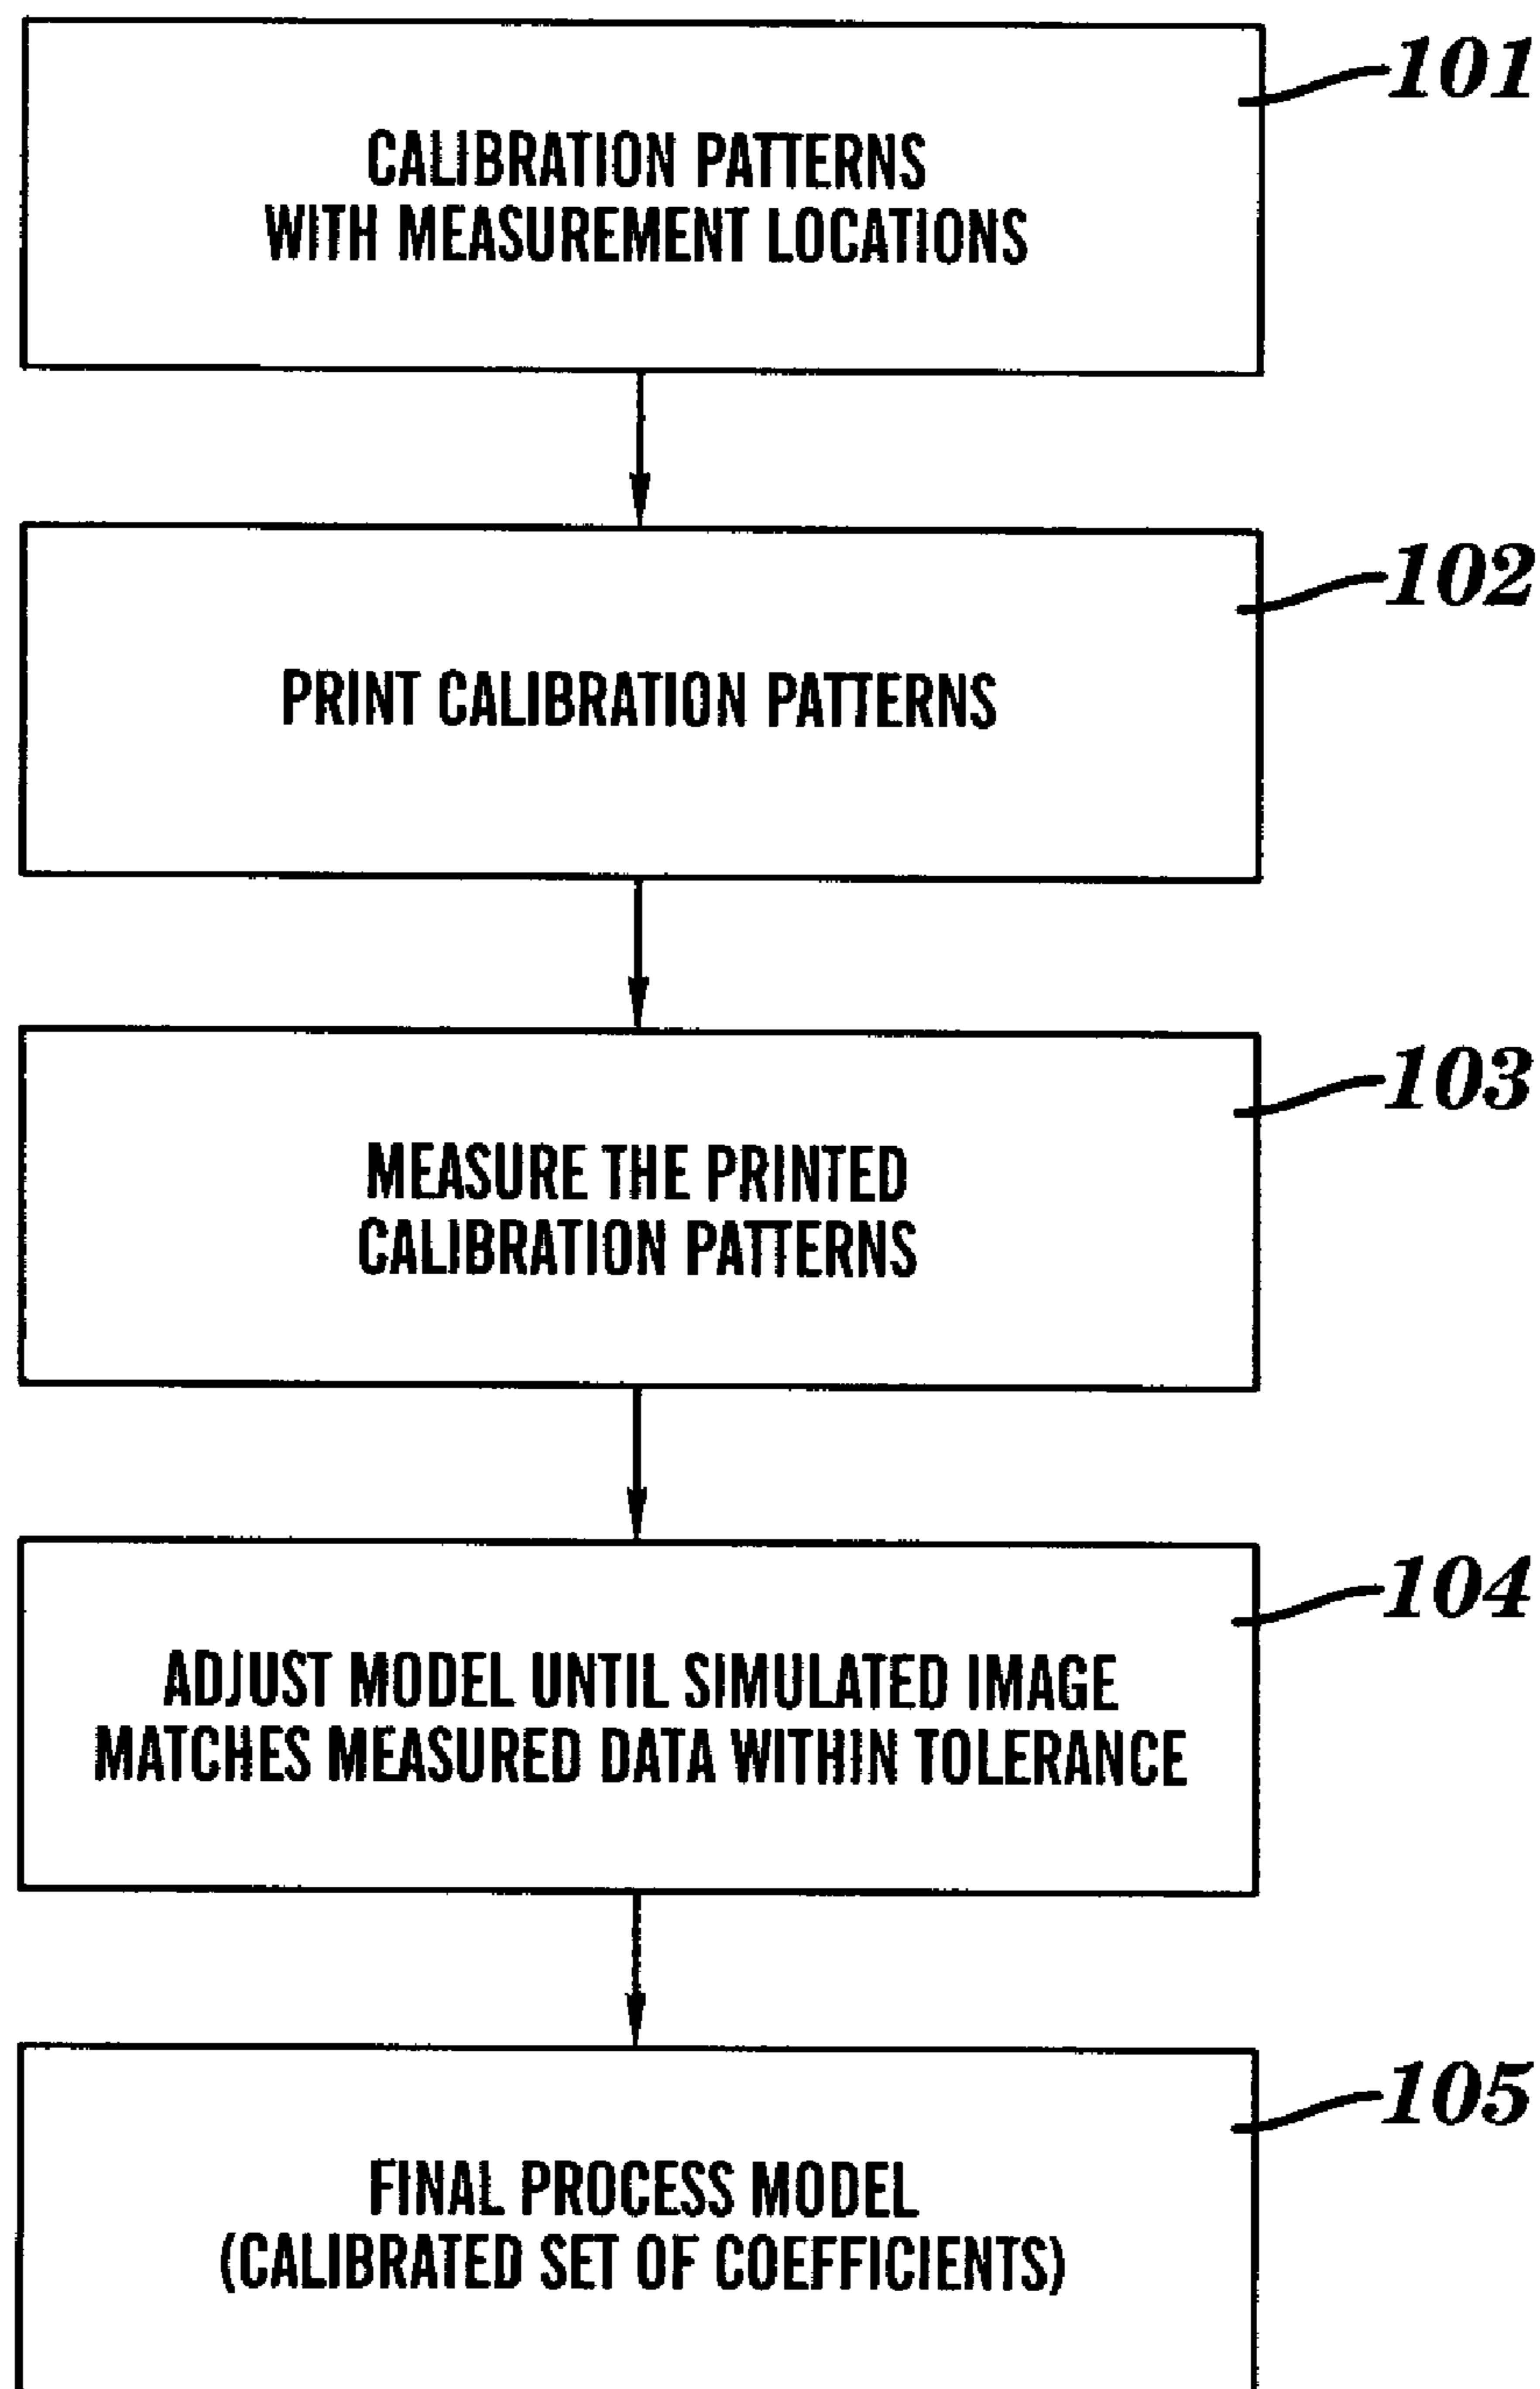 101
CALIBRATION PATTERNS
WITH MEASUREMENT LOCATIONS
102
PRINT CALIBRATION PATTERNS
103
MEASURE THE PRINTED
CALIBRATION PATTERNS
104
ADJUST MODEL UNTIL SIMULATED IMAGE
MATCHES MEASURED DATA WITHIN TOLERANCE
105
FINAL PROCESS MODEL
(CALIBRATED SET OF COEFFICIENTS)